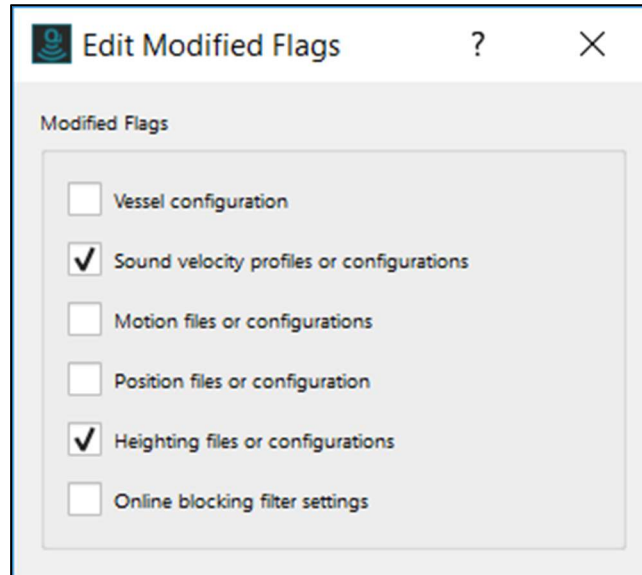 Edit Modified Flags ?
Modified Flags
Vessel configuration
Sound velocity profiles or configurations
Motion files or configurations
Position files or configuration
Heighting files or configurations
Online blocking filter settings